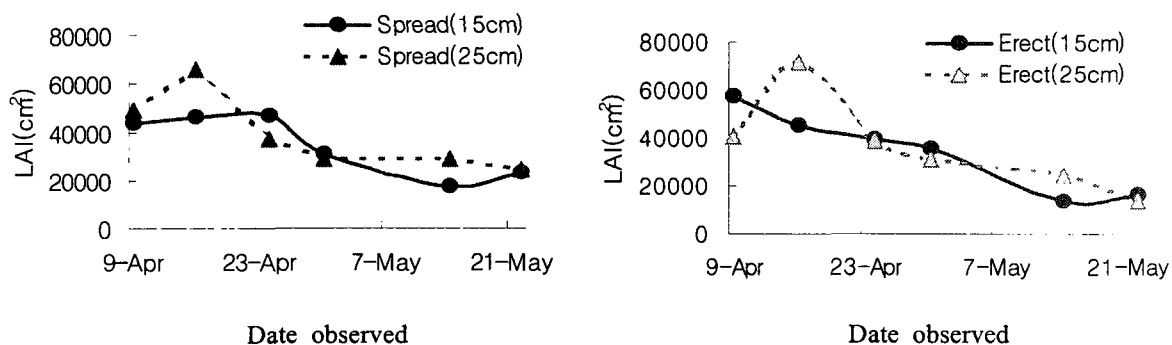 Spread(15cm)
Spread(25cm)
80000
60000
40000
20000
0
LAI(cm²)
9-Apr 23-Apr 7-May 21-May
Date observed
Erect(15cm)
Erect(25cm)
80000
60000
40000
20000
0
LAI(cm²)
9-Apr 23-Apr 7-May 21-May
Date observed